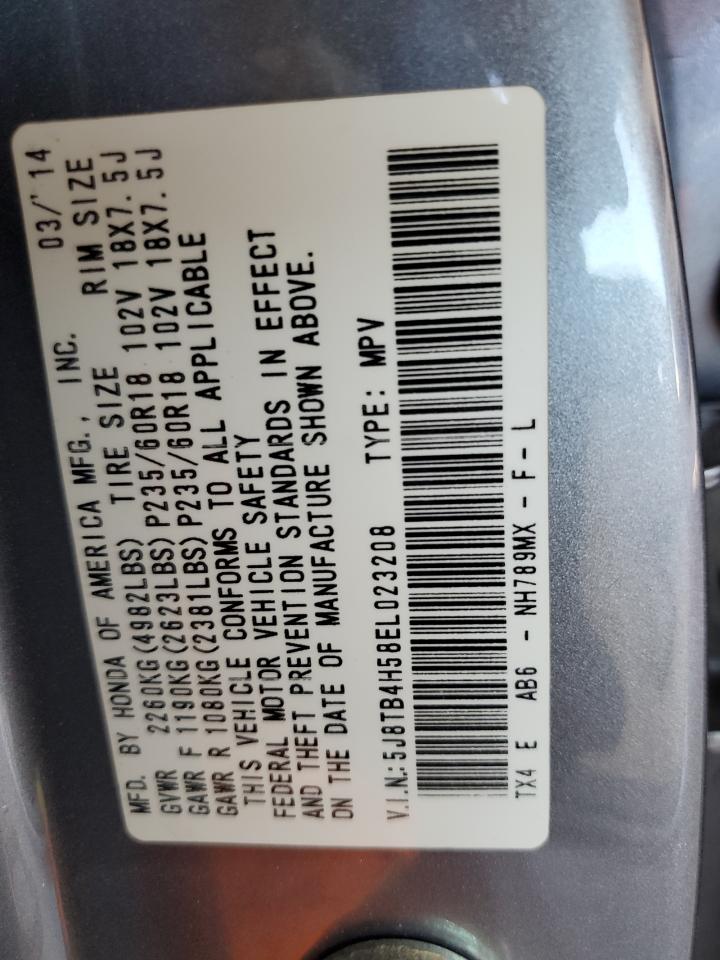 MFD. BY HONDA OF AMERICA MFG., INC. 03/'14
GVWR 2260KG(4982LBS) TIRE SIZE RIM SIZE
GAWR F 1190KG(2623LBS) P235/60R18 102V 18X7.5J
GAWR R 1080KG(2381LBS) P235/60R18 102V 18X7.5J
THIS VEHICLE CONFORMS TO ALL APPLICABLE
FEDERAL MOTOR VEHICLE SAFETY
AND THEFT PREVENTION STANDARDS IN EFFECT
ON THE DATE OF MANUFACTURE SHOWN ABOVE.
V.I.N.: 5J8TB4H58EL023208 TYPE: MPV
TX4 E AB6 - NH789MX - F - L